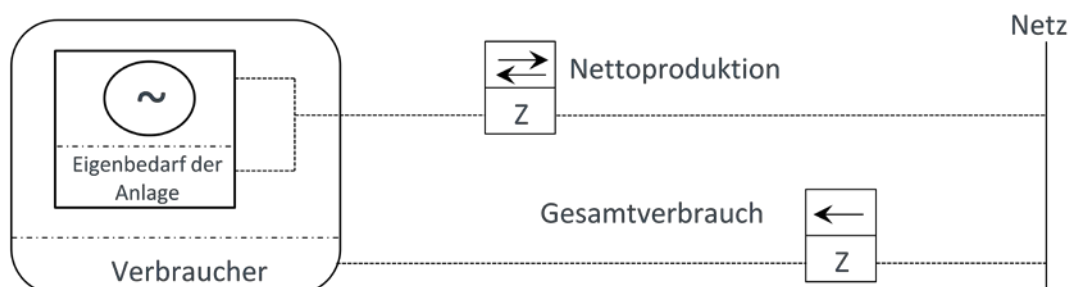 Netz
Nettoproduktion
~
Z
Eigenbedarf der
Anlage
Gesamtverbrauch
Z
Verbraucher